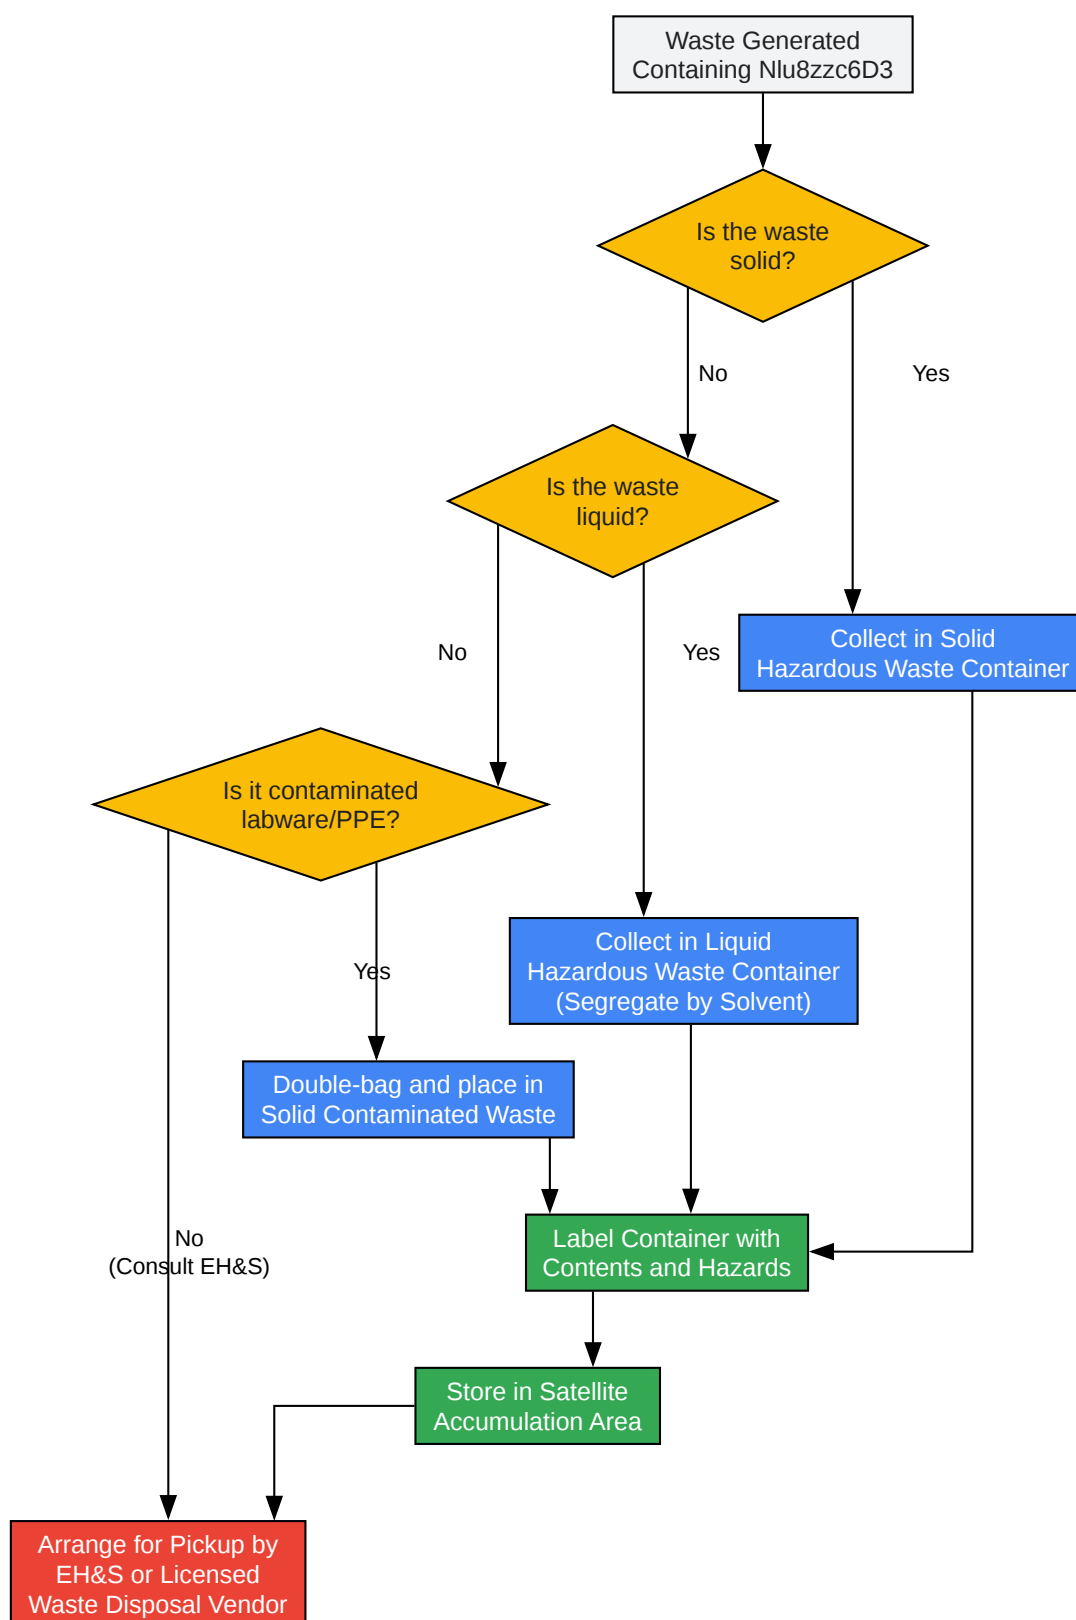 Waste Generated
Containing Nlu8zzc6D3
Is the waste
solid?
No
Yes
Is the waste
liquid?
No
Yes
Collect in Solid
Hazardous Waste Container
Is it contaminated
labware/PPE?
Yes
Collect in Liquid
Hazardous Waste Container
(Segregate by Solvent)
Double-bag and place in
Solid Contaminated Waste
No
(Consult EH&S)
Label Container with
Contents and Hazards
Store in Satellite
Accumulation Area
Arrange for Pickup by
EH&S or Licensed
Waste Disposal Vendor